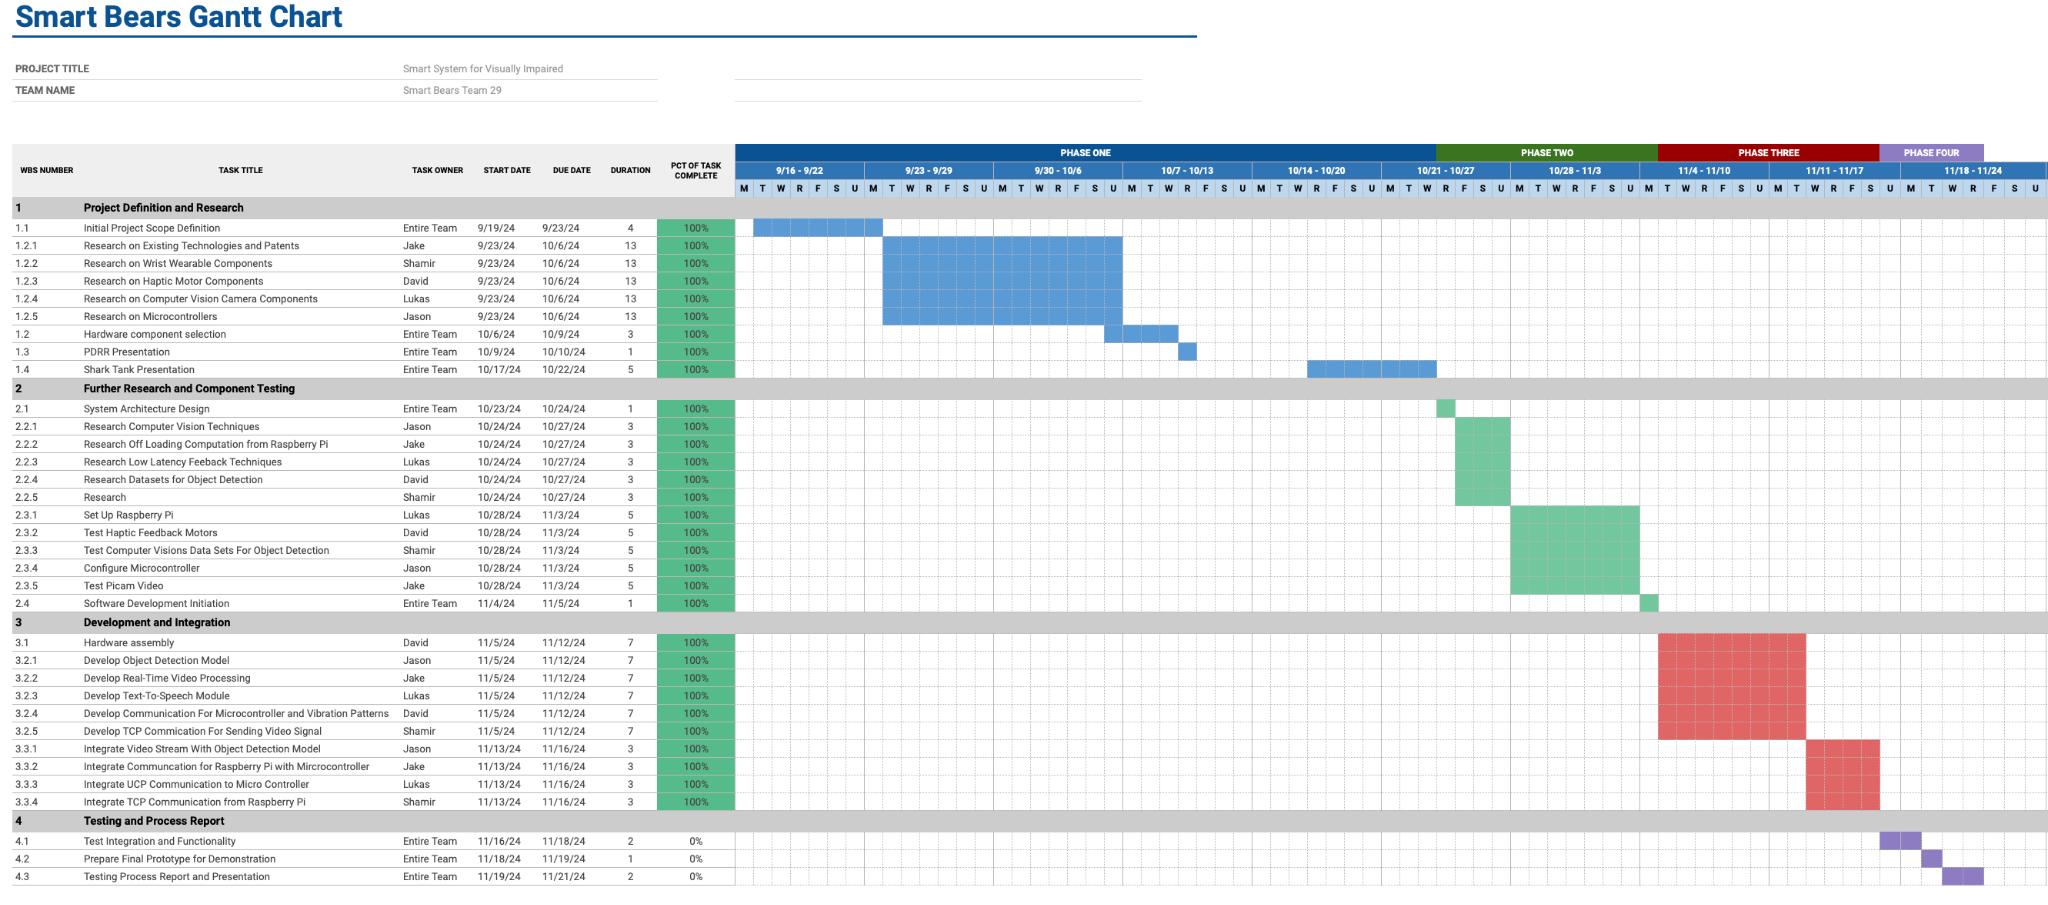 Smart Bears Gantt Chart
PROJECT TITLE Smart System for Visually Impaired
TEAM NAME Smart Bears Team 29
PHASE ONE PHASE TWO PHASE THREE PHASE FOUR
WBS NUMBER TASK TITLE TASK OWNER START DATE DUE DATE DURATION PCT OF TASK COMPLETE
9/16 - 9/22 9/23 - 9/29 9/30 - 10/6 10/7 - 10/13 10/14 - 10/20 10/21 - 10/27 10/28 - 11/3 11/4 - 11/10 11/11 - 11/17 11/18 - 11/24
M T W R F S U M T W R F S U M T W R F S U M T W R F S U M T W R F S U M T W R F S U M T W R F S U M T W R F S U M T W R F S U M T W R F S U
1 Project Definition and Research
1.1 Initial Project Scope Definition Entire Team 9/19/24 9/23/24 4 100%
1.2.1 Research on Existing Technologies and Patents Jake 9/23/24 10/6/24 13 100%
1.2.2 Research on Wrist Wearable Components Shamir 9/23/24 10/6/24 13 100%
1.2.3 Research on Haptic Motor Components David 9/23/24 10/6/24 13 100%
1.2.4 Research on Computer Vision Camera Components Lukas 9/23/24 10/6/24 13 100%
1.2.5 Research on Microcontrollers Jason 9/23/24 10/6/24 13 100%
1.2 Hardware component selection Entire Team 10/6/24 10/9/24 3 100%
1.3 PDRR Presentation Entire Team 10/9/24 10/10/24 1 100%
1.4 Shark Tank Presentation Entire Team 10/17/24 10/22/24 5 100%
2 Further Research and Component Testing
2.1 System Architecture Design Entire Team 10/23/24 10/24/24 1 100%
2.2.1 Research Computer Vision Techniques Jason 10/24/24 10/27/24 3 100%
2.2.2 Research Off Loading Computation from Raspberry Pi Jake 10/24/24 10/27/24 3 100%
2.2.3 Research Low Latency Feeback Techniques Lukas 10/24/24 10/27/24 3 100%
2.2.4 Research Datasets for Object Detection David 10/24/24 10/27/24 3 100%
2.2.5 Research Shamir 10/24/24 10/27/24 3 100%
2.3.1 Set Up Raspberry Pi Lukas 10/28/24 11/3/24 5 100%
2.3.2 Test Haptic Feedback Motors David 10/28/24 11/3/24 5 100%
2.3.3 Test Computer Visions Data Sets For Object Detection Shamir 10/28/24 11/3/24 5 100%
2.3.4 Configure Microcontroller Jason 10/28/24 11/3/24 5 100%
2.3.5 Test Picam Video Jake 10/28/24 11/3/24 5 100%
2.4 Software Development Initiation Entire Team 11/4/24 11/5/24 1 100%
3 Development and Integration
3.1 Hardware assembly David 11/5/24 11/12/24 7 100%
3.2.1 Develop Object Detection Model Jason 11/5/24 11/12/24 7 100%
3.2.2 Develop Real-Time Video Processing Jake 11/5/24 11/12/24 7 100%
3.2.3 Develop Text-To-Speech Module Lukas 11/5/24 11/12/24 7 100%
3.2.4 Develop Communication For Microcontroller and Vibration Patterns David 11/5/24 11/12/24 7 100%
3.2.5 Develop TCP Commication For Sending Video Signal Shamir 11/5/24 11/12/24 7 100%
3.3.1 Integrate Video Stream With Object Detection Model Jason 11/13/24 11/16/24 3 100%
3.3.2 Integrate Communcation for Raspberry Pi with Mircrocontroller Jake 11/13/24 11/16/24 3 100%
3.3.3 Integrate UCP Communication to Micro Controller Lukas 11/13/24 11/16/24 3 100%
3.3.4 Integrate TCP Communication from Raspberry Pi Shamir 11/13/24 11/16/24 3 100%
4 Testing and Process Report
4.1 Test Integration and Functionality Entire Team 11/16/24 11/18/24 2 0%
4.2 Prepare Final Prototype for Demonstration Entire Team 11/18/24 11/19/24 1 0%
4.3 Testing Process Report and Presentation Entire Team 11/19/24 11/21/24 2 0%